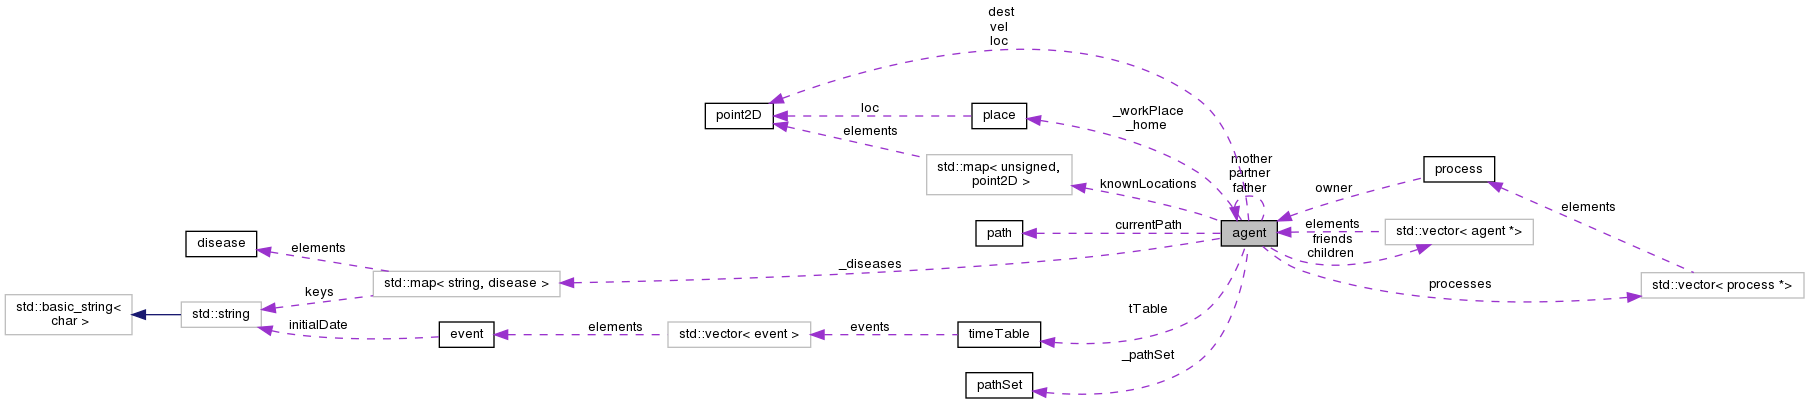 dest
vel
loc
point2D
loc
place
_workPlace
_home
elements
std::map< unsigned,
point2D >
knownLocations
mother
partner
father
process
owner
elements
elements
std::vector< agent *>
friends
children
agent
path
currentPath
disease
elements
_diseases
std::map< string, disease >
keys
processes
std::vector< process *>
std::basic_string<
char >
std::string
initialDate
event
elements
std::vector< event >
events
timeTable
tTable
_pathSet
pathSet